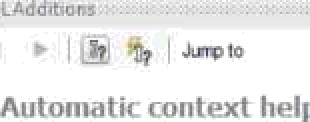 LAdditions
Jump to
Automatic context help